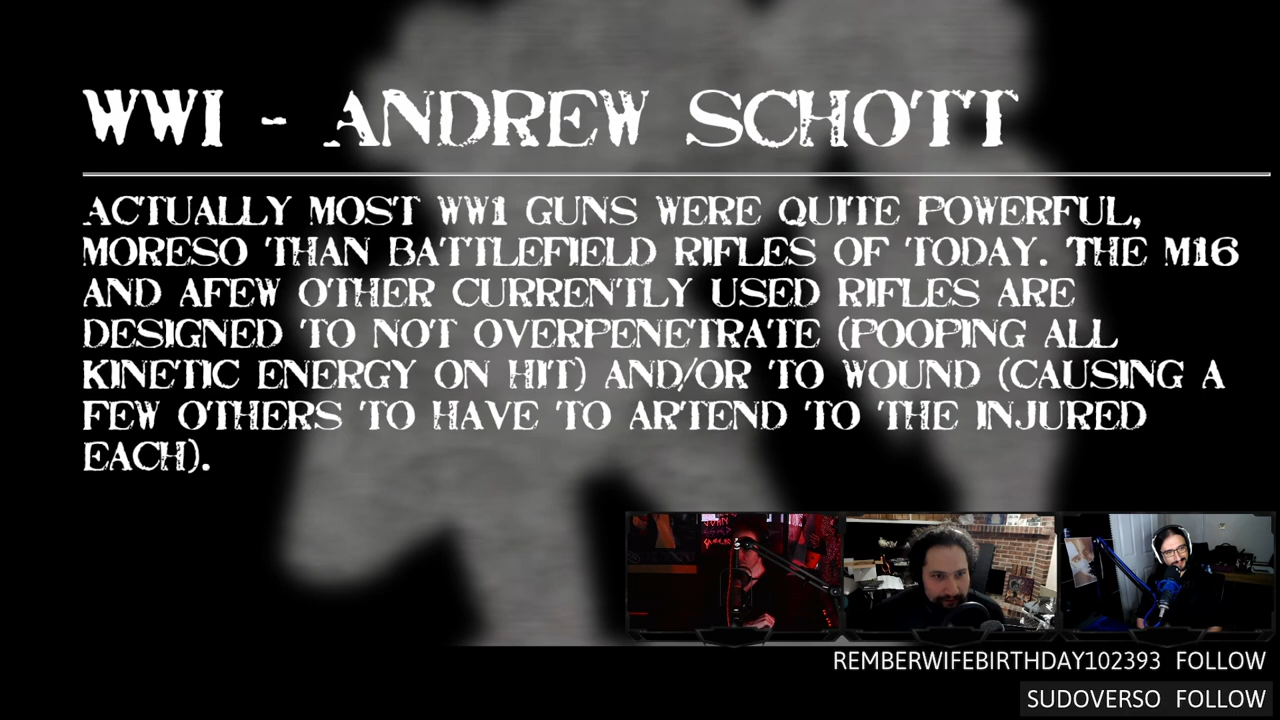 WWI - ANDREW SCHOTT
ACTUALLY MOST WW1 GUNS WERE QUITE POWERFUL,
MORESO THAN BATTLEFIELD RIFLES OF TODAY. THE M16
AND AFEW OTHER CURRENTLY USED RIFLES ARE
DESIGNED TO NOT OVERPENETRATE (POOPING ALL
KINETIC ENERGY ON HIT) AND/OR TO WOUND (CAUSING A
FEW OTHERS TO HAVE TO ARTEND TO THE INJURED
EACH).
REMBERWIFEBIRTHDAY102393 FOLLOW
SUDOVERSO FOLLOW